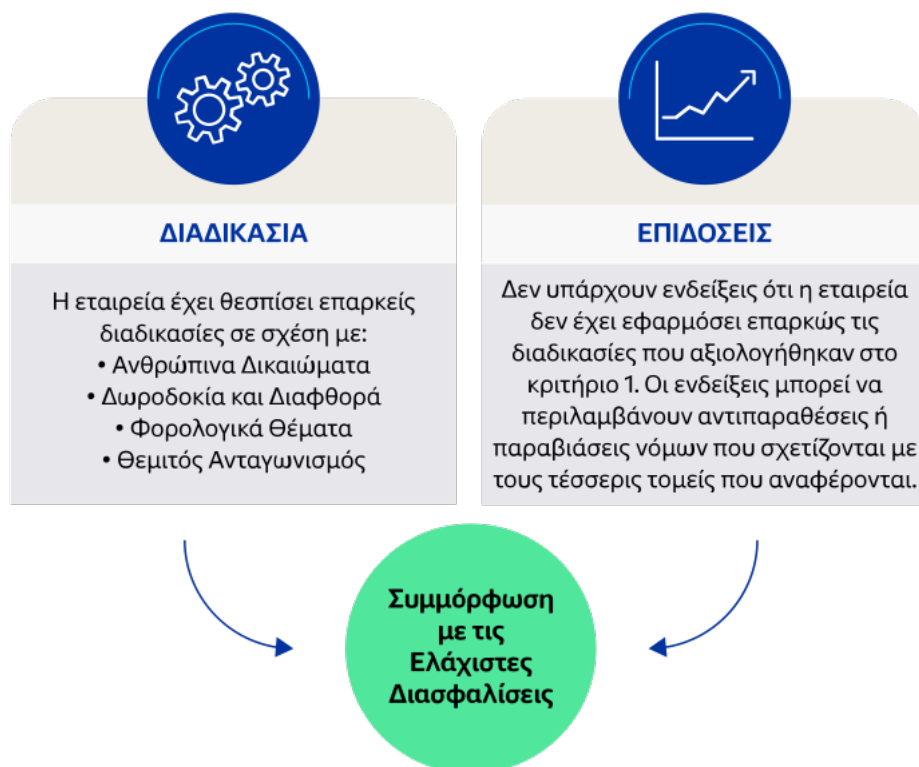 ΔΙΑΔΙΚΑΣΙΑ
Η εταιρεία έχει θεσπίσει επαρκείς
διαδικασίες σε σχέση με:
• Ανθρώπινα Δικαιώματα
• Δωροδοκία και Διαφθορά
• Φορολογικά Θέματα
• Θεμιτός Ανταγωνισμός
ΕΠΙΔΟΣΕΙΣ
Δεν υπάρχουν ενδείξεις ότι η εταιρεία
δεν έχει εφαρμόσει επαρκώς τις
διαδικασίες που αξιολογήθηκαν στο
κριτήριο 1. Οι ενδείξεις μπορεί να
περιλαμβάνουν αντιπαραθέσεις ή
παραβιάσεις νόμων που σχετίζονται με
τους τέσσερις τομείς που αναφέρονται.
Συμμόρφωση
με τις
Ελάχιστες
Διασφαλίσεις